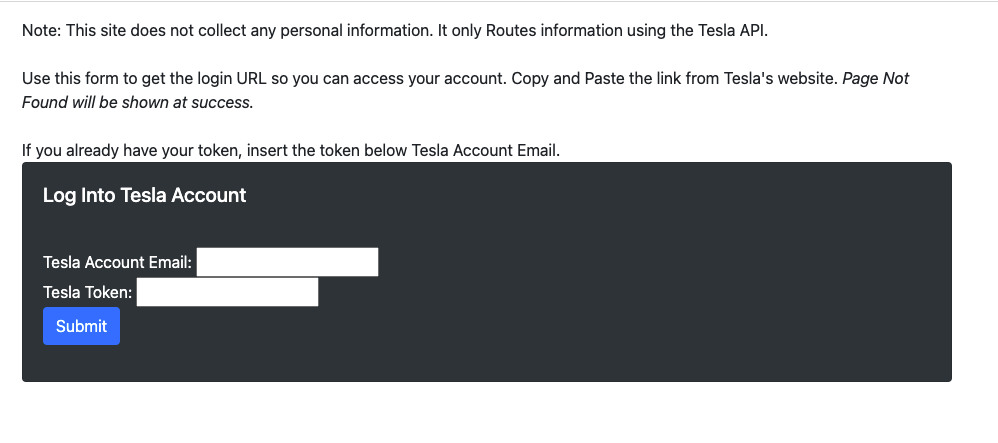 Note: This site does not collect any personal information. It only Routes information using the Tesla API.
Use this form to get the login URL so you can access your account. Copy and Paste the link from Tesla's website. Page Not
Found will be shown at success.
If you already have your token, insert the token below Tesla Account Email.
Log Into Tesla Account
Tesla Account Email:
Tesla Token:
Submit